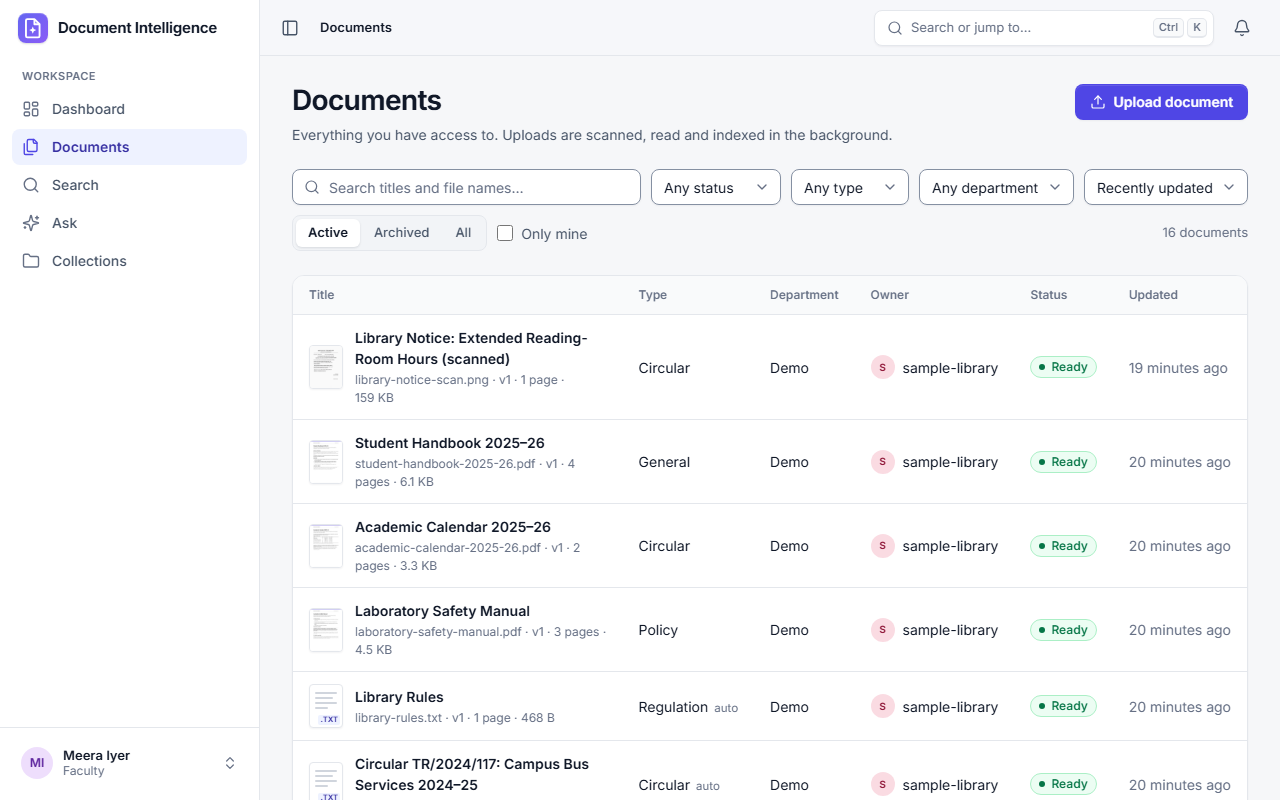 Document Intelligence
WORKSPACE
Dashboard
Documents
Search
Ask
Collections
MI
Meera Iyer
Faculty
Documents
Search or jump to...
Ctrl K
Documents
Everything you have access to. Uploads are scanned, read and indexed in the background.
Upload document
Search titles and file names...
Any status
Any type
Any department
Recently updated
Active
Archived
All
Only mine
16 documents
Title Type Department Owner Status Updated
Library Notice: Extended Reading-
Room Hours (scanned)
library-notice-scan.png · v1 · 1 page ·
159 KB
Circular
Demo
S sample-library
Ready
19 minutes ago
Student Handbook 2025–26
student-handbook-2025-26.pdf · v1 · 4
pages · 6.1 KB
General
Demo
S sample-library
Ready
20 minutes ago
Academic Calendar 2025–26
academic-calendar-2025-26.pdf · v1 · 2
pages · 3.3 KB
Circular
Demo
S sample-library
Ready
20 minutes ago
Laboratory Safety Manual
laboratory-safety-manual.pdf · v1 · 3 pages ·
4.5 KB
Policy
Demo
S sample-library
Ready
20 minutes ago
.TXT
Library Rules
library-rules.txt · v1 · 1 page · 468 B
Regulation auto
Demo
S sample-library
Ready
20 minutes ago
.TXT
Circular TR/2024/117: Campus Bus
Services 2024–25
Circular auto
Demo
S sample-library
Ready
20 minutes ago